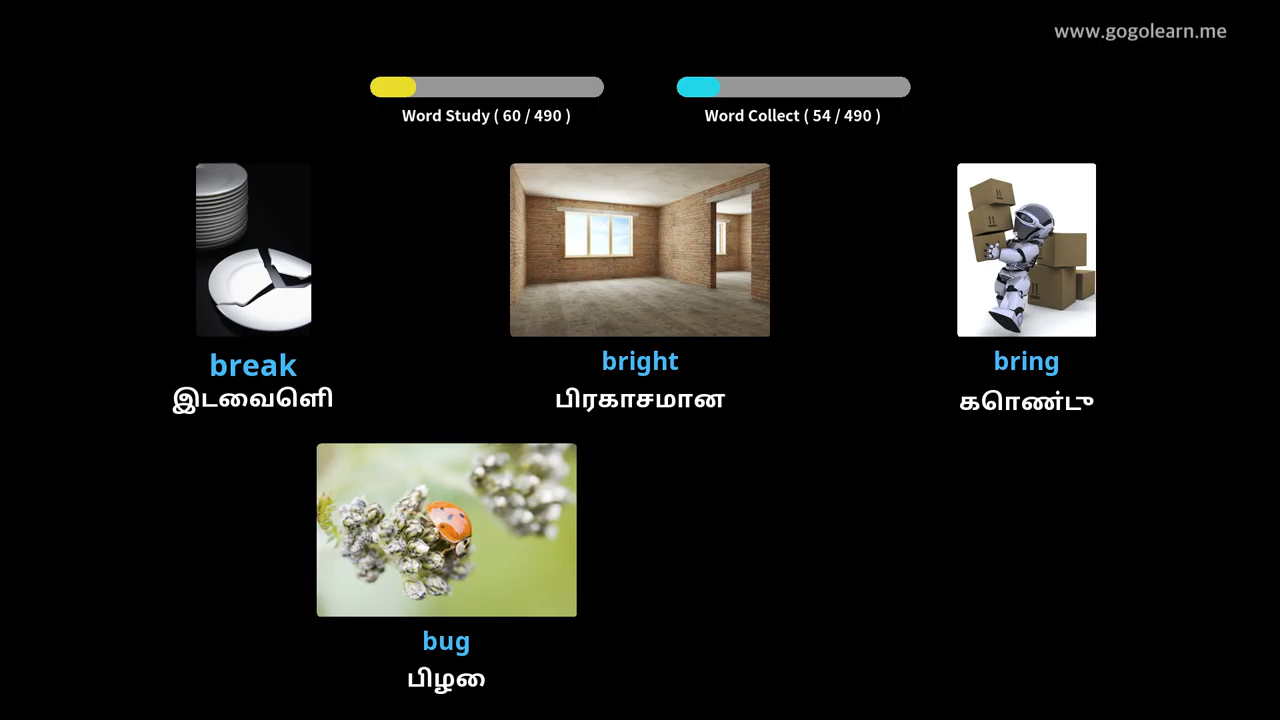 www.gogolearn.me
Word Study ( 60 / 490 )
Word Collect ( 54 / 490 )
break
இடைவெளி
bright
பிரகாசமான
bring
கொண்டு
bug
பிழை